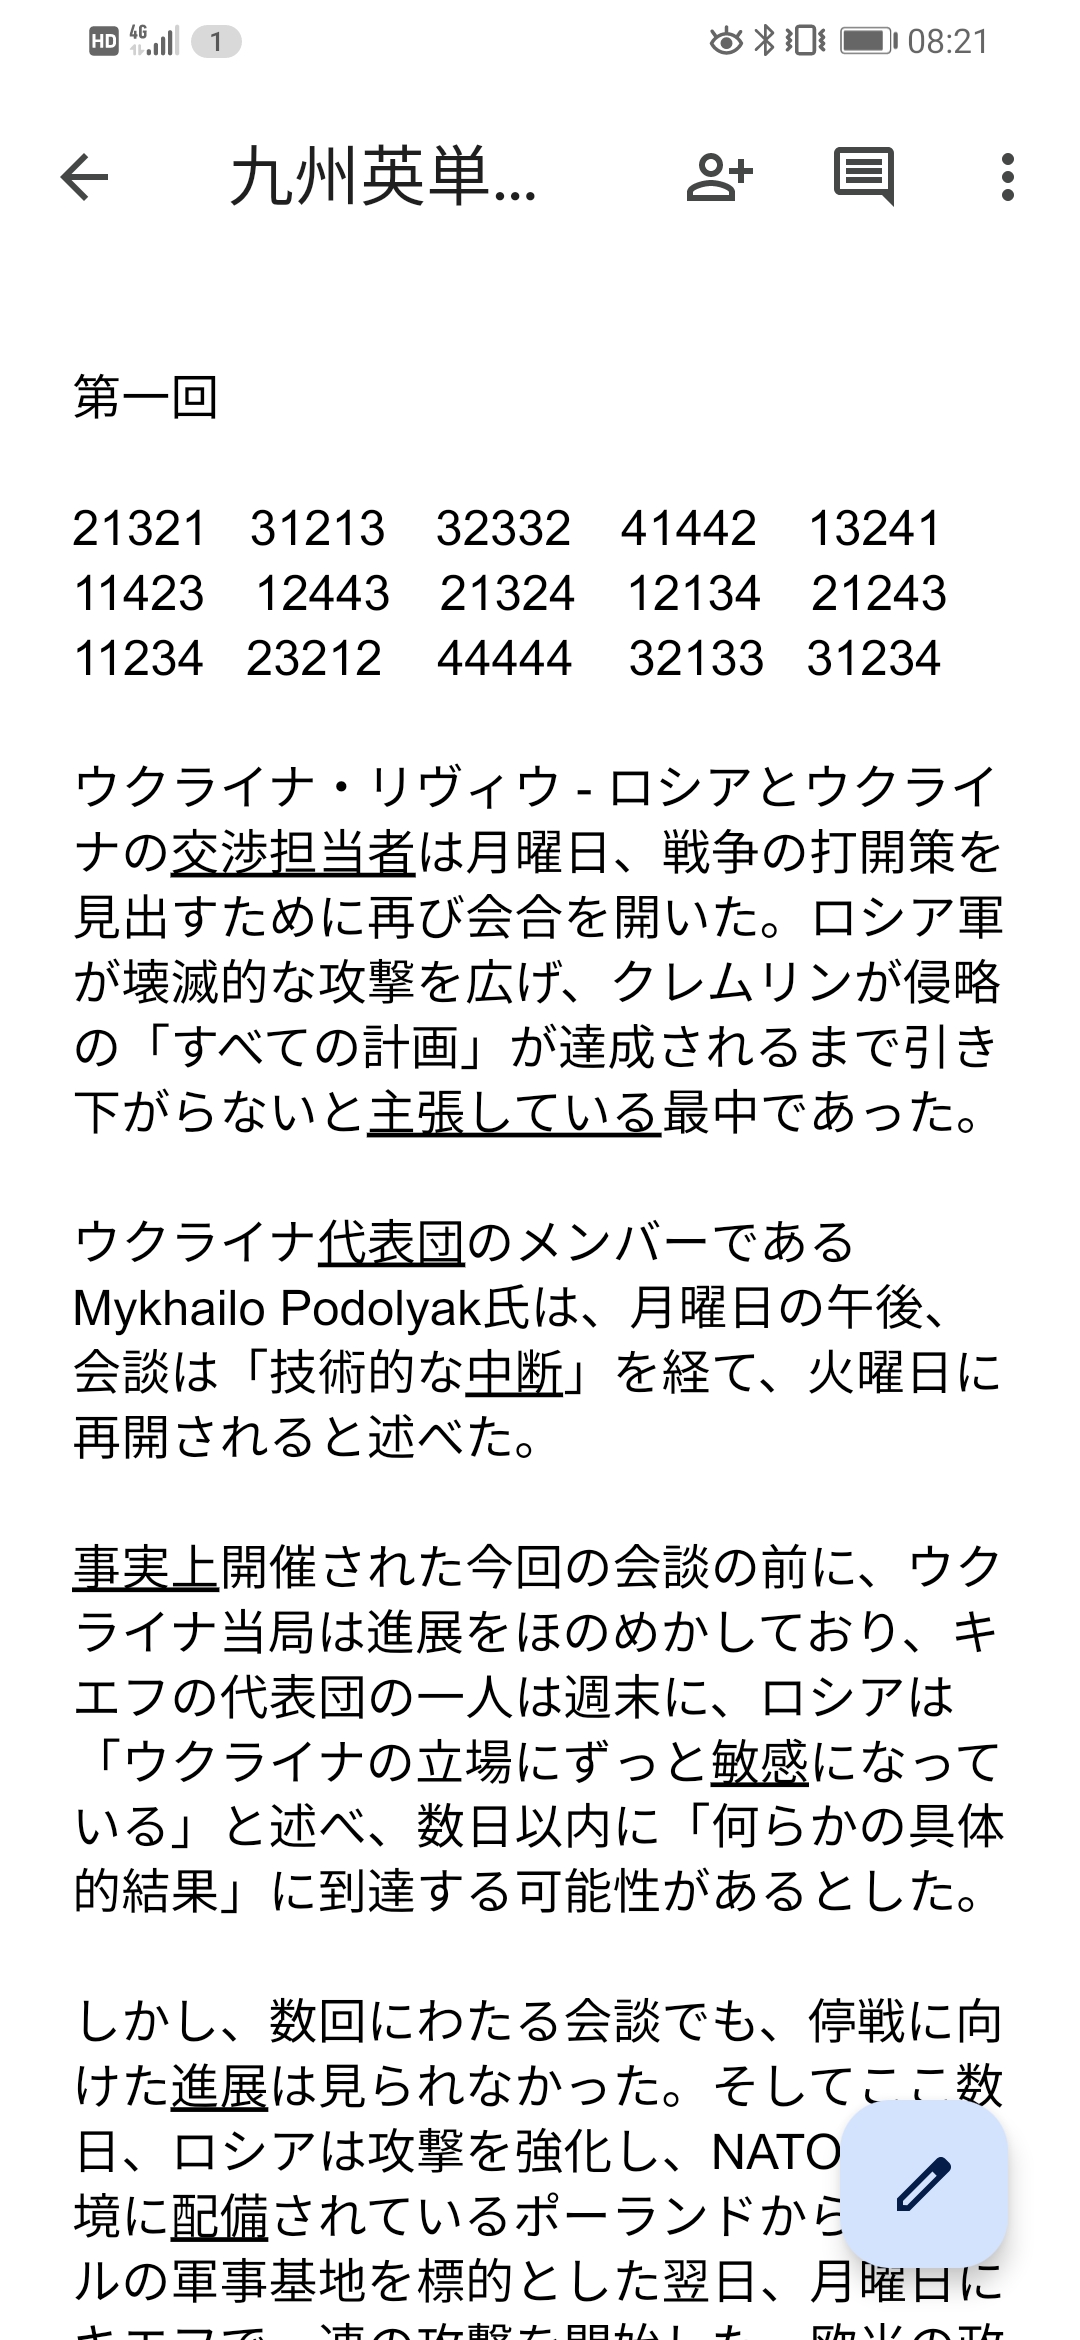 HD 4G 1 08:21
九州英単...
第一回
21321 31213 32332 41442 13241
11423 12443 21324 12134 21243
11234 23212 44444 32133 31234
ウクライナ・リヴィウ - ロシアとウクライ
ナの交渉担当者は月曜日、戦争の打開策を
見出すために再び会合を開いた。ロシア軍
が壊滅的な攻撃を広げ、クレムリンが侵略
の「すべての計画」が達成されるまで引き
下がらないと主張している最中であった。
ウクライナ代表団のメンバーである
Mykhailo Podolyak氏は、月曜日の午後、
会談は「技術的な中断」を経て、火曜日に
再開されると述べた。
事実上開催された今回の会談の前に、ウク
ライナ当局は進展をほのめかしており、キ
エフの代表団の一人は週末に、ロシアは
「ウクライナの立場にずっと敏感になって
いる」と述べ、数日以内に「何らかの具体
的結果」に到達する可能性があるとした。
しかし、数回にわたる会談でも、停戦に向
けた進展は見られなかった。そしてここ数
日、ロシアは攻撃を強化し、NATO
境に配備されているポーランドから
ルの軍事基地を標的とした翌日、月曜日に